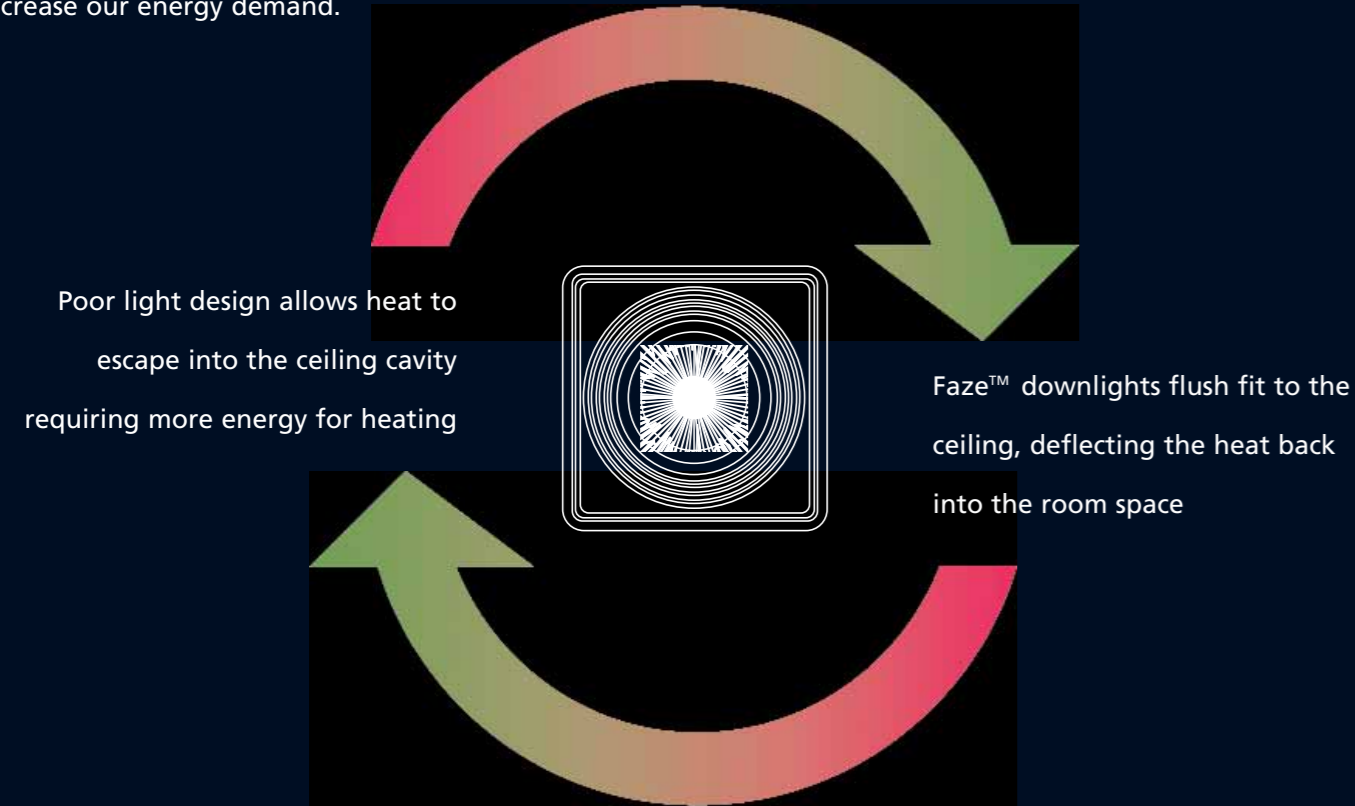 crease our energy demand.
Poor light design allows heat to
escape into the ceiling cavity
requiring more energy for heating
Faze™ downlights flush fit to the
ceiling, deflecting the heat back
into the room space